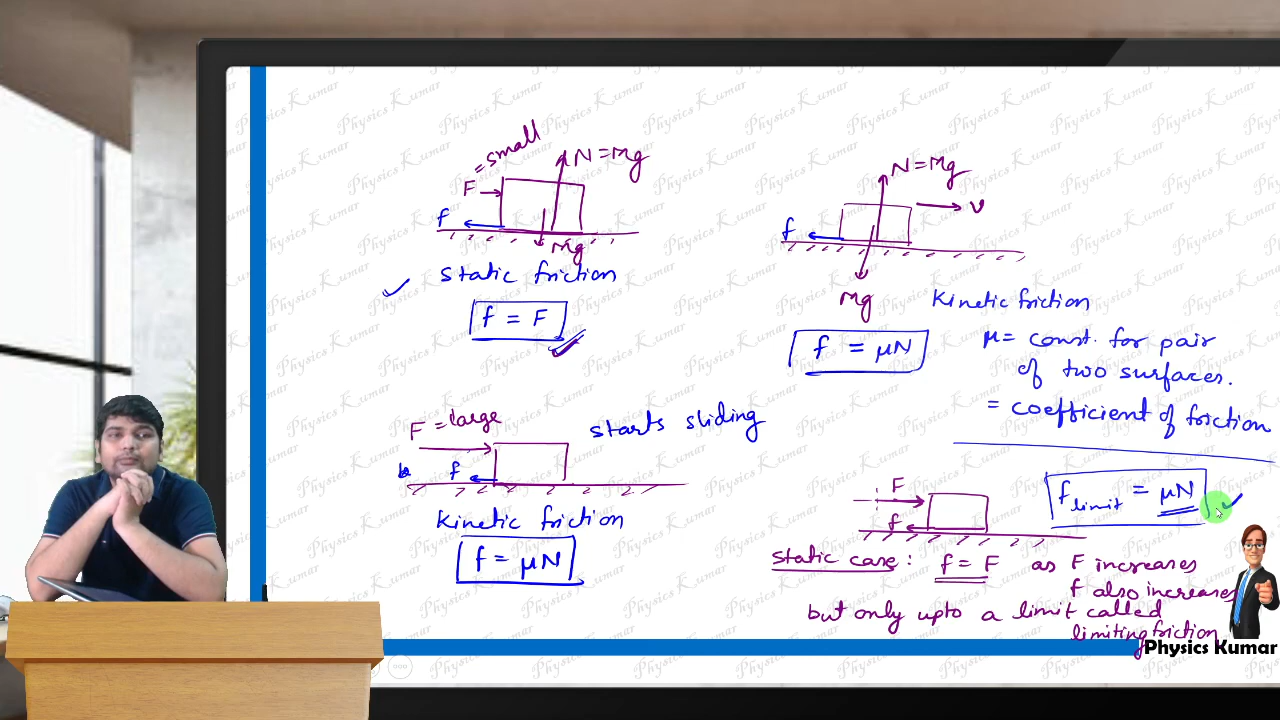 F = small
N = Mg
f
Mg
static friction
f = F
N = Mg
v
f
Mg
Kinetic friction
f = μN
μ = const. for pair
of two surfaces.
= coefficient of friction
F = large
starts sliding
f
Kinetic friction
f = μN
F
f
f limit = μN
static case : f = F as F increases
f also increases
but only upto a limit called
limiting friction
Physics Kumar